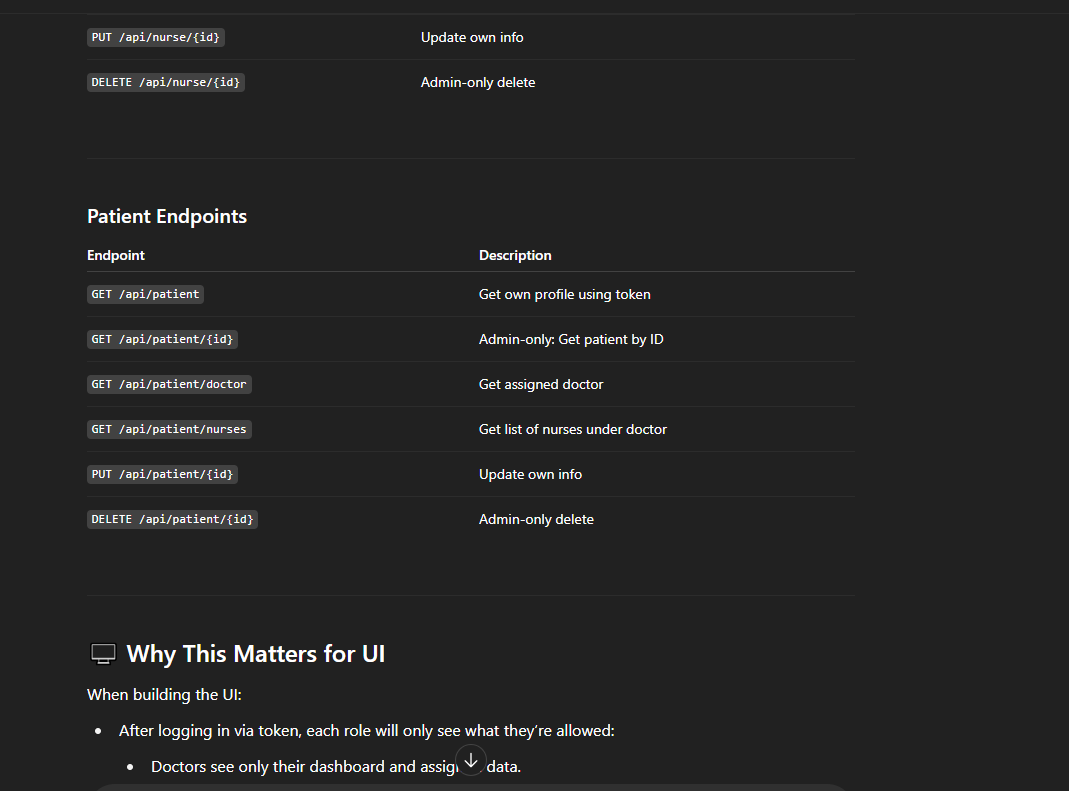 PUT /api/nurse/{id} Update own info
DELETE /api/nurse/{id} Admin-only delete
Patient Endpoints
Endpoint Description
GET /api/patient Get own profile using token
GET /api/patient/{id} Admin-only: Get patient by ID
GET /api/patient/doctor Get assigned doctor
GET /api/patient/nurses Get list of nurses under doctor
PUT /api/patient/{id} Update own info
DELETE /api/patient/{id} Admin-only delete
Why This Matters for UI
When building the UI:
• After logging in via token, each role will only see what they’re allowed:
• Doctors see only their dashboard and data.